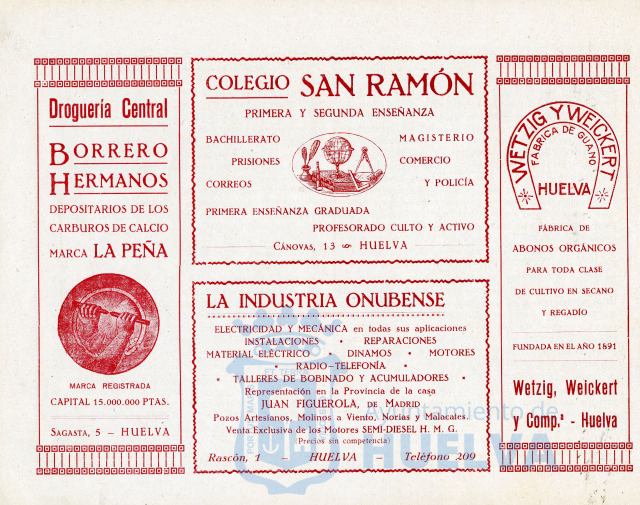 Droguería Central
BORRERO
HERMANOS
DEPOSITARIOS DE LOS
CARBUROS DE CALCIO
MARCA LA PEÑA
MARCA REGISTRADA
CAPITAL 15.000.000 PTAS.
SAGASTA, 5 - HUELVA
COLEGIO SAN RAMÓN
PRIMERA Y SEGUNDA ENSEÑANZA
BACHILLERATO MAGISTERIO
PRISIONES COMERCIO
CORREOS Y POLICÍA
PRIMERA ENSEÑANZA GRADUADA
PROFESORADO CULTO Y ACTIVO
CÁNOVAS, 13 HUELVA
LA INDUSTRIA ONUBENSE
ELECTRICIDAD Y MECÁNICA en todas sus aplicaciones
INSTALACIONES • REPARACIONES
MATERIAL ELÉCTRICO • DINAMOS • MOTORES
• RADIO-TELEFONÍA •
• TALLERES DE BOBINADO Y ACUMULADORES •
Representación en la Provincia de la casa
JUAN FIGUEROLA, DE MADRID
Pozos Artesianos, Molinos a Viento, Norias y Malacates.
Venta Exclusiva de los Motores SEMI-DIESEL H. M. G.
(Precios sin competencia)
Rascón, 1 - HUELVA - Teléfono 209
WETZIG Y WEICKERT
FÁBRICA DE GUANO
HUELVA
FÁBRICA DE
ABONOS ORGÁNICOS
PARA TODA CLASE
DE CULTIVO EN SECANO
Y REGADÍO
FUNDADA EN EL AÑO 1891
Wetzig, Weickert
y Comp.ª - Huelva
Ayuntamiento de
HUELVA